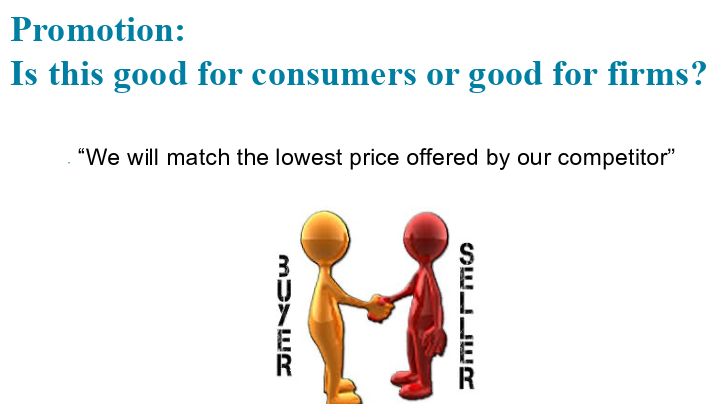 Promotion:
Is this good for consumers or good for firms?
“We will match the lowest price offered by our competitor”
BUYER
SELLER